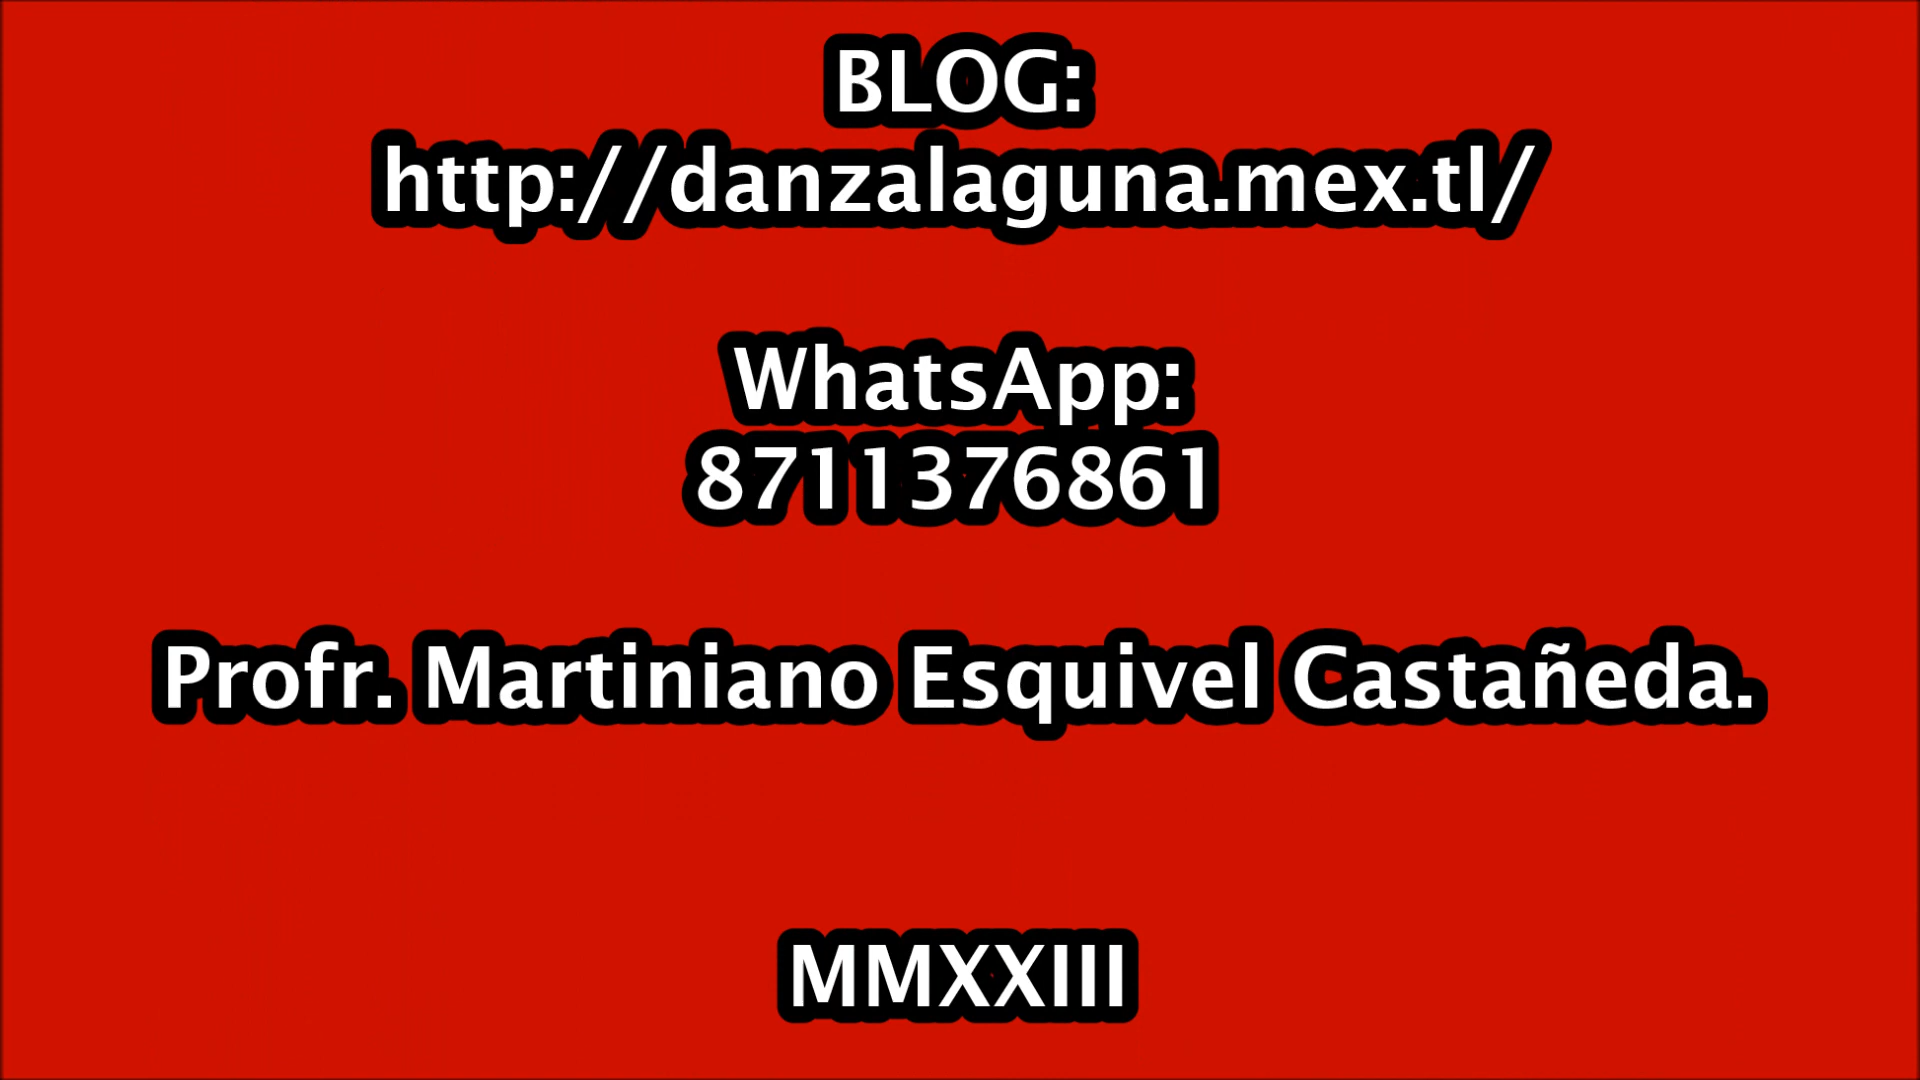 BLOG:
http://danzalaguna.mex.tl/
WhatsApp:
8711376861
Profr. Martiniano Esquivel Castañeda.
MMXXIII